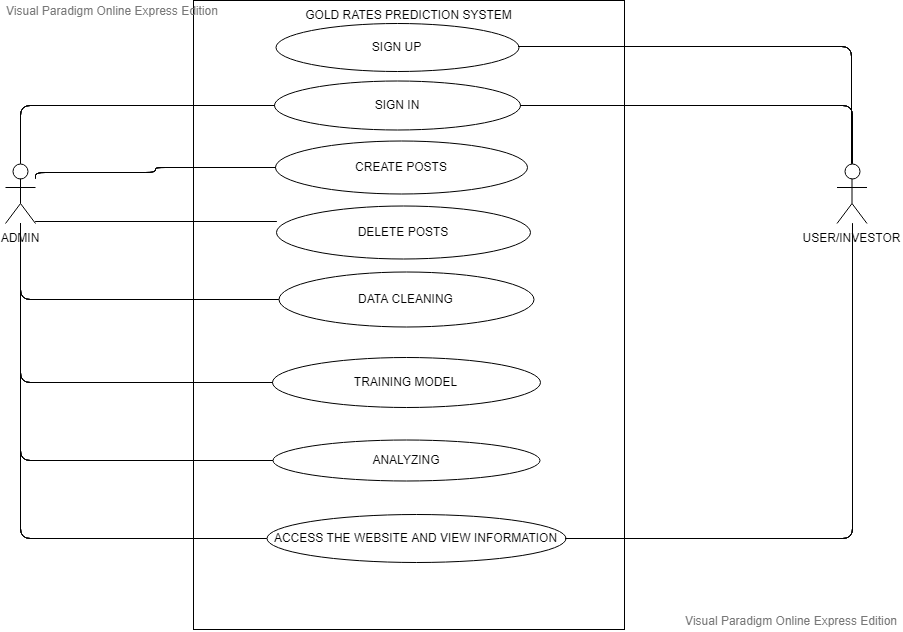 Visual Paradigm Online Express Edition
GOLD RATES PREDICTION SYSTEM
SIGN UP
SIGN IN
CREATE POSTS
DELETE POSTS
ADMIN
USER/INVESTOR
DATA CLEANING
TRAINING MODEL
ANALYZING
ACCESS THE WEBSITE AND VIEW INFORMATION
Visual Paradigm Online Express Edition